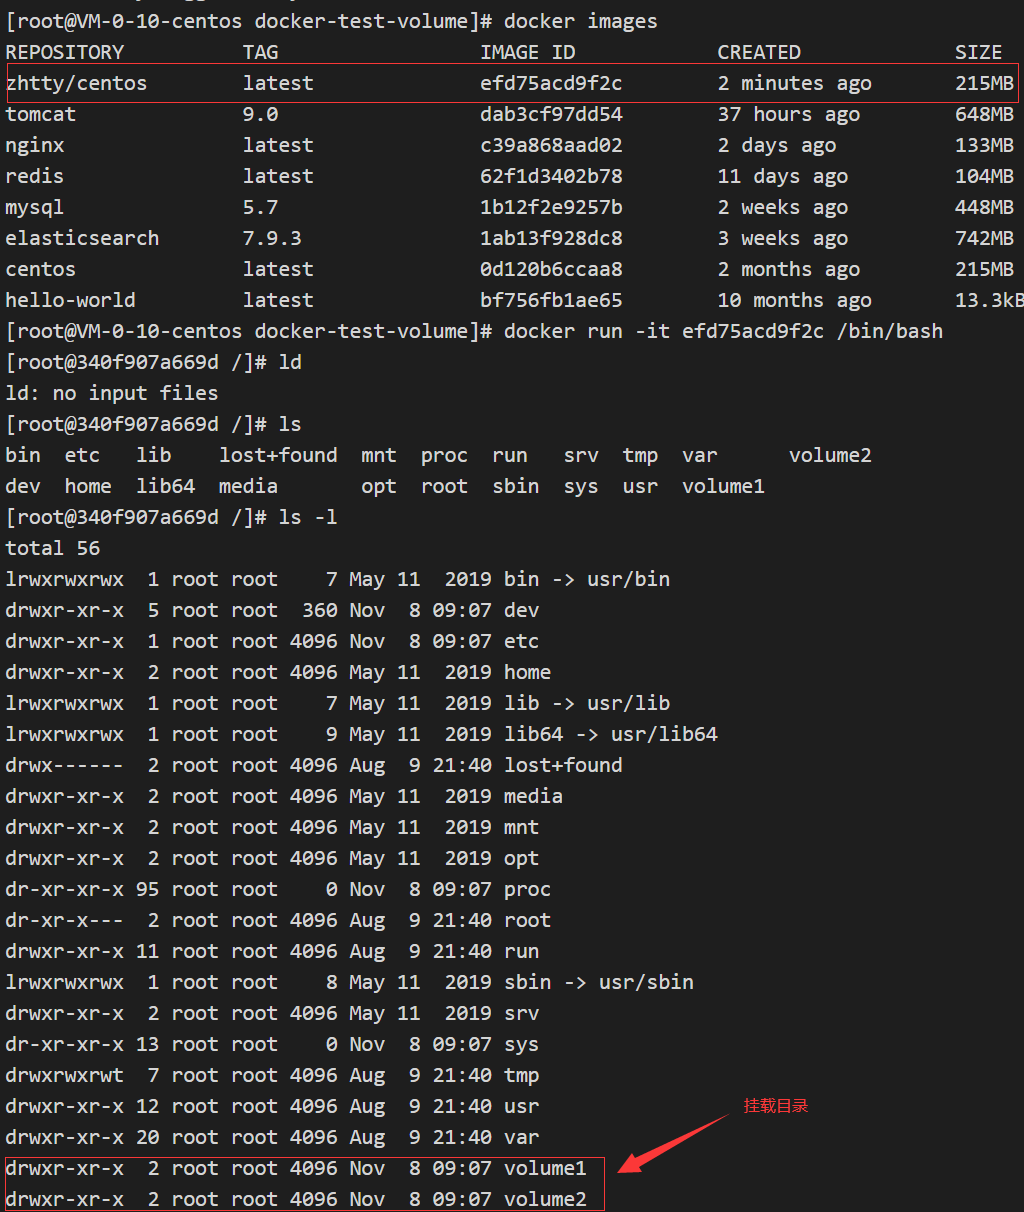 [root@VM-0-10-centos docker-test-volume]# docker images
REPOSITORY          TAG                 IMAGE ID            CREATED             SIZE
zhtty/centos        latest              efd75acd9f2c        2 minutes ago       215MB
tomcat              9.0                 dab3cf97dd54        37 hours ago        648MB
nginx               latest              c39a868aad02        2 days ago          133MB
redis               latest              62f1d3402b78        11 days ago         104MB
mysql               5.7                 1b12f2e9257b        2 weeks ago         448MB
elasticsearch       7.9.3               1ab13f928dc8        3 weeks ago         742MB
centos              latest              0d120b6ccaa8        2 months ago        215MB
hello-world         latest              bf756fb1ae65        10 months ago       13.3kB
[root@VM-0-10-centos docker-test-volume]# docker run -it efd75acd9f2c /bin/bash
[root@340f907a669d /]# ld
ld: no input files
[root@340f907a669d /]# ls
bin  etc   lib    lost+found  mnt  proc  run   srv  tmp  var      volume2
dev  home  lib64  media       opt  root  sbin  sys  usr  volume1
[root@340f907a669d /]# ls -l
total 56
lrwxrwxrwx  1 root root    7 May 11  2019 bin -> usr/bin
drwxr-xr-x  5 root root  360 Nov  8 09:07 dev
drwxr-xr-x  1 root root 4096 Nov  8 09:07 etc
drwxr-xr-x  2 root root 4096 May 11  2019 home
lrwxrwxrwx  1 root root    7 May 11  2019 lib -> usr/lib
lrwxrwxrwx  1 root root    9 May 11  2019 lib64 -> usr/lib64
drwx------  2 root root 4096 Aug  9 21:40 lost+found
drwxr-xr-x  2 root root 4096 May 11  2019 media
drwxr-xr-x  2 root root 4096 May 11  2019 mnt
drwxr-xr-x  2 root root 4096 May 11  2019 opt
dr-xr-xr-x 95 root root    0 Nov  8 09:07 proc
dr-xr-x---  2 root root 4096 Aug  9 21:40 root
drwxr-xr-x 11 root root 4096 Aug  9 21:40 run
lrwxrwxrwx  1 root root    8 May 11  2019 sbin -> usr/sbin
drwxr-xr-x  2 root root 4096 May 11  2019 srv
dr-xr-xr-x 13 root root    0 Nov  8 09:07 sys
drwxrwxrwt  7 root root 4096 Aug  9 21:40 tmp
drwxr-xr-x 12 root root 4096 Aug  9 21:40 usr
挂载目录
drwxr-xr-x 20 root root 4096 Aug  9 21:40 var
drwxr-xr-x  2 root root 4096 Nov  8 09:07 volume1
drwxr-xr-x  2 root root 4096 Nov  8 09:07 volume2